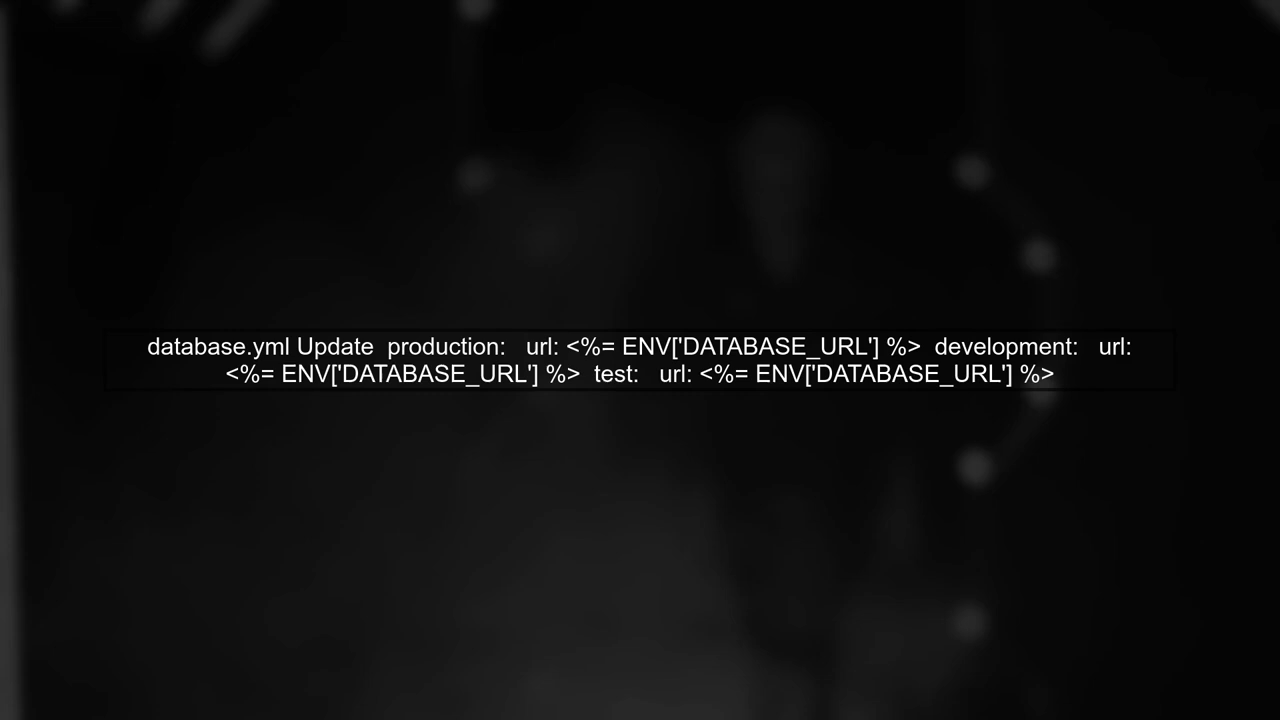 database.yml Update  production:   url: <%= ENV['DATABASE_URL'] %>  development:   url:
<%= ENV['DATABASE_URL'] %>  test:   url: <%= ENV['DATABASE_URL'] %>